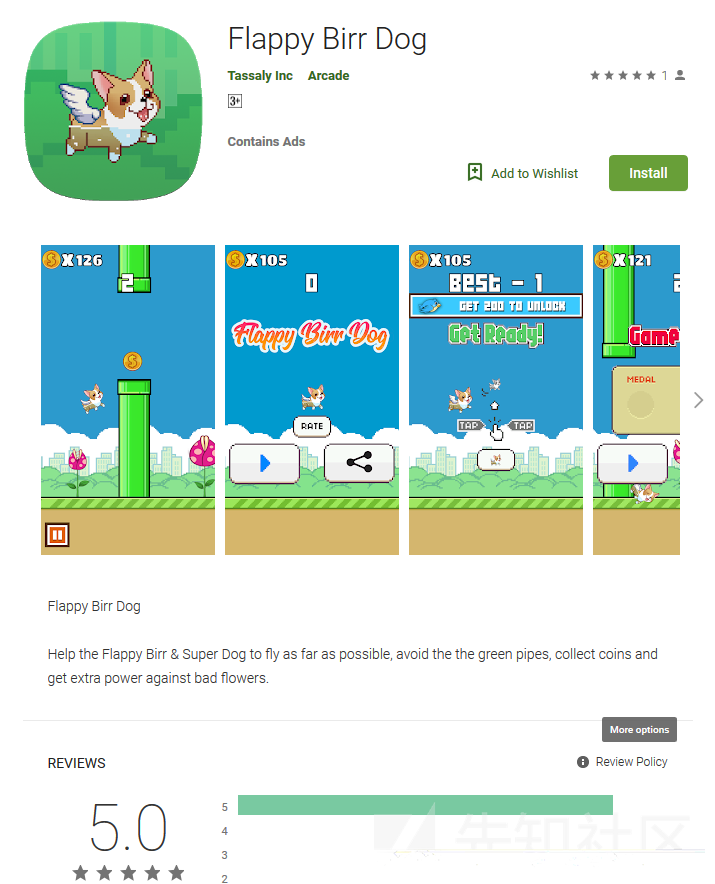 Flappy Birr Dog
Tassaly Inc Arcade
1
3+
Contains Ads
Add to Wishlist
Install
X126
2
X105
0
Flappy Birr Dog
RATE
X105
BEST - 1
GET 200 TO UNLOCK
Get Ready!
TAP TAP
X121
Game
MEDAL
Flappy Birr Dog
Help the Flappy Birr & Super Dog to fly as far as possible, avoid the the green pipes, collect coins and
get extra power against bad flowers.
More options
REVIEWS
Review Policy
5.0
5
4
3
2
先知社区